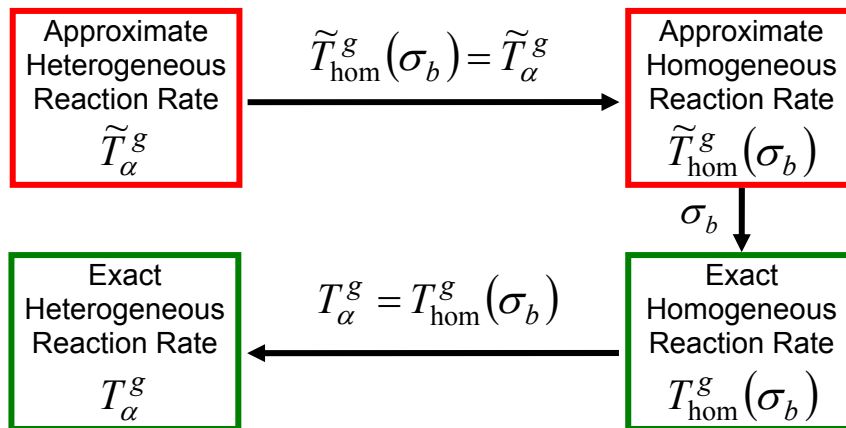 Approximate
Heterogeneous
Reaction Rate
T̃_α^g
T̃_hom^g(σ_b) = T̃_α^g
Approximate
Homogeneous
Reaction Rate
T̃_hom^g(σ_b)
σ_b
Exact
Heterogeneous
Reaction Rate
T_α^g
T_α^g = T_hom^g(σ_b)
Exact
Homogeneous
Reaction Rate
T_hom^g(σ_b)